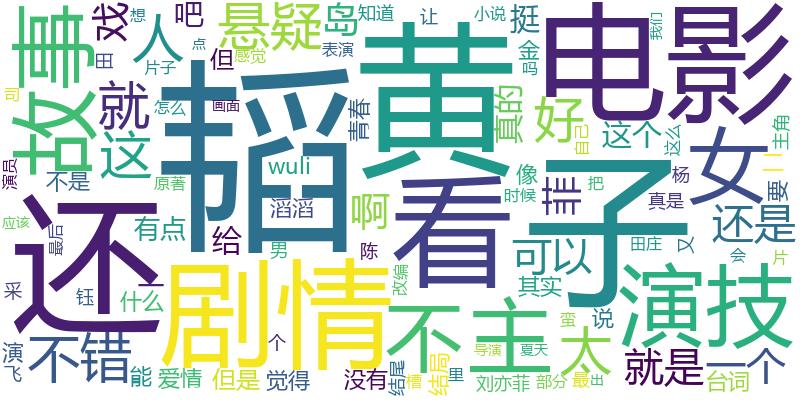 戏
吧
悬疑
岛
知道
让
小说
挺
我们
电影
人
但
感觉
表演
想
点
金
吗
田
片子
故事
就
司
怎么
画面
韬
黄
青春
真的
好
这个
自己
这么
主角
演员
这
原著
不是
wuli
看
像
时候
子
非
把
杨
真是
女
二
要
还
应该
有点
最后
给
滔滔
啊
男
陈
改编
可以
田庄
又
还是
会
片
采
钰
什么
一
剧情
不
主
其实
蛮
说
演技
演
飞
不错
能
爱情
但是
个
觉得
没有
结尾
槽
结局
里
导演
夏天
刘亦菲
部分
太
最
出
就是
一个
台词